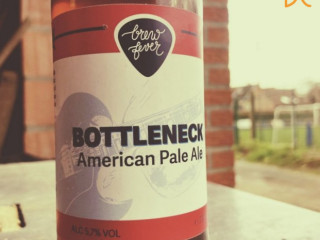 brew
fever
BOTTLENECK
American Pale Ale
ALC 5,7% VOL